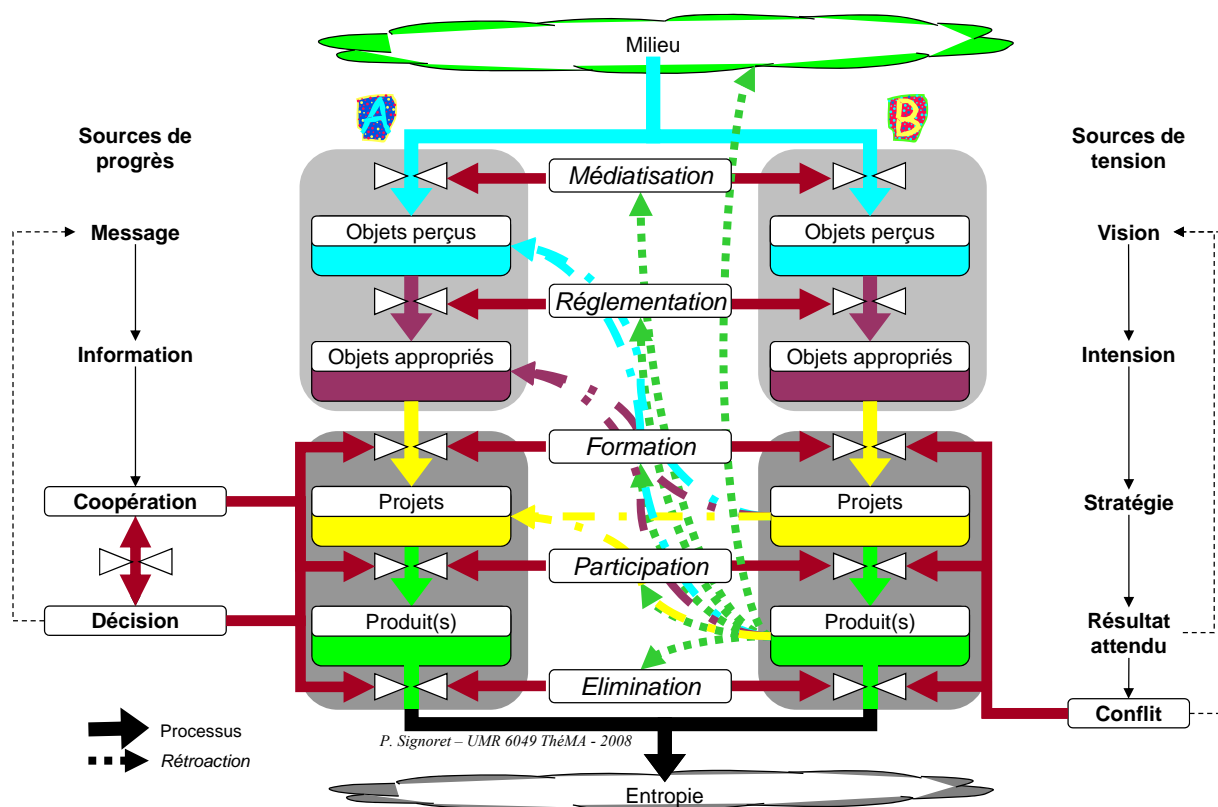 Milieu
A
B
Sources de
progrès
Sources de
tension
Médiatisation
Message
Objets perçus
Objets perçus
Vision
Réglementation
Information
Objets appropriés
Objets appropriés
Intension
Formation
Coopération
Projets
Projets
Stratégie
Participation
Décision
Produit(s)
Produit(s)
Résultat
attendu
Elimination
Conflit
Processus
P. Signoret – UMR 6049 ThéMA - 2008
Rétroaction
Entropie